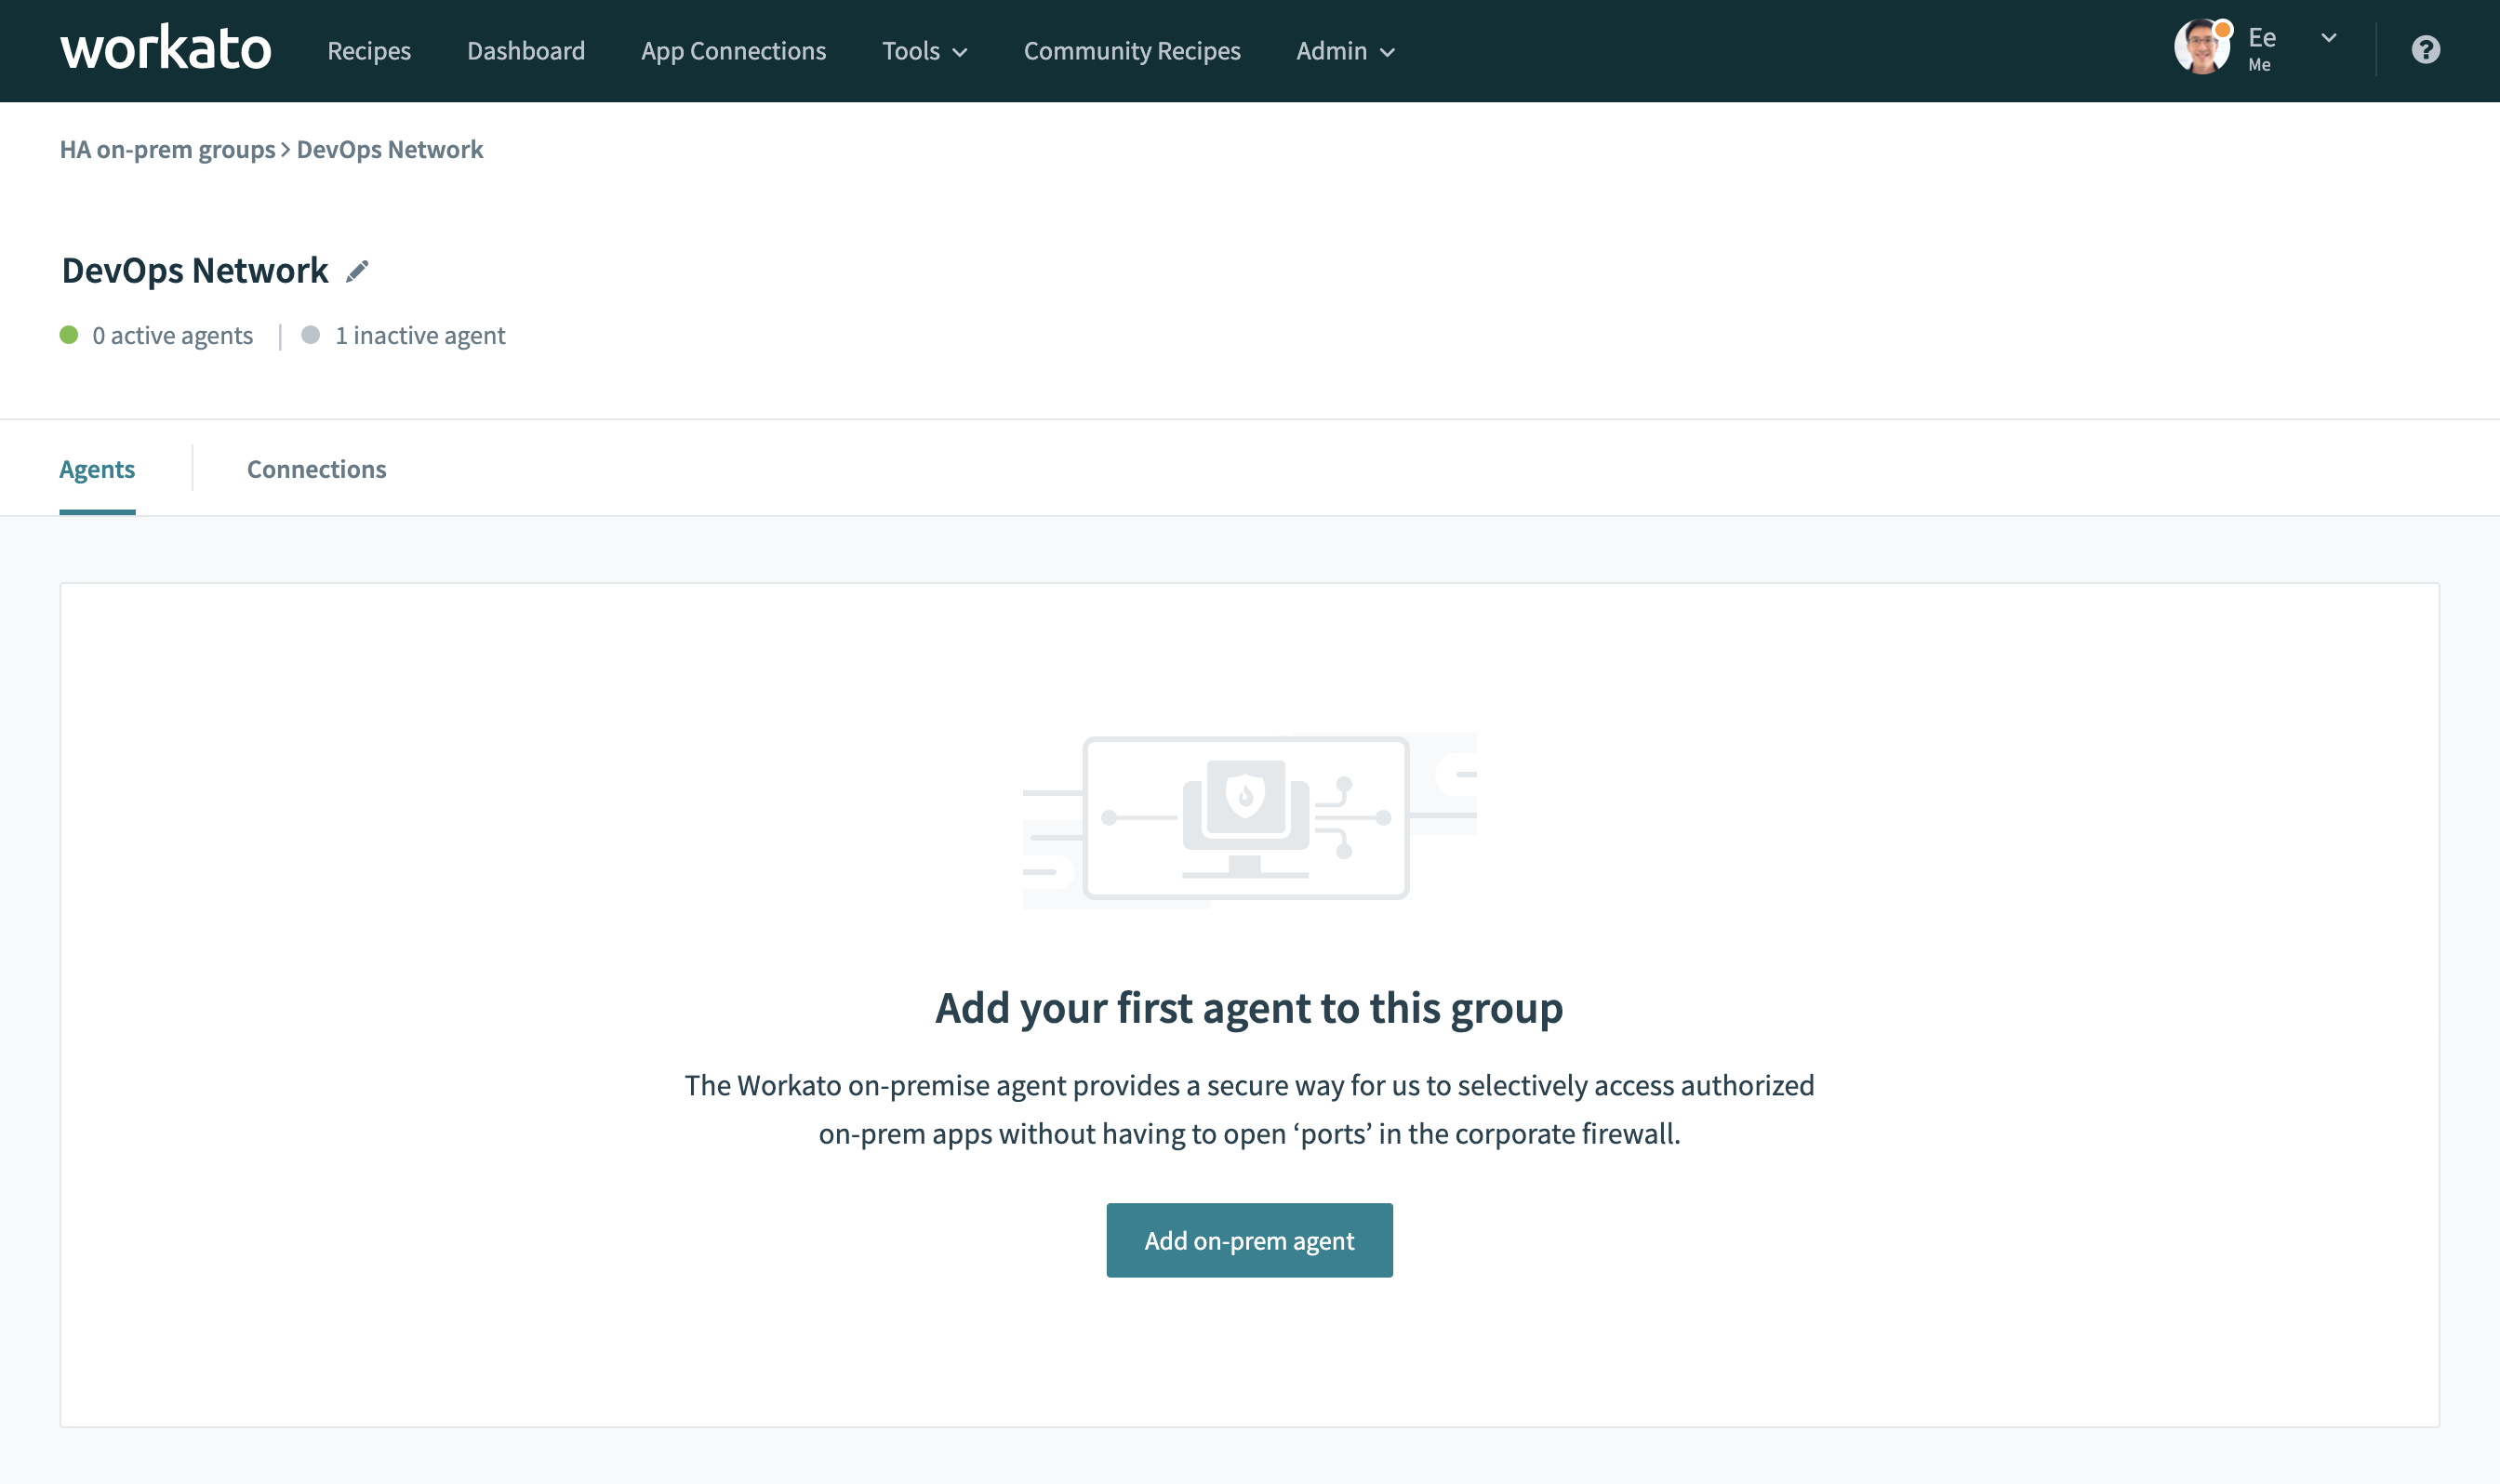 workato Recipes Dashboard App Connections Tools Community Recipes Admin Ee
Me
?
HA on-prem groups > DevOps Network
DevOps Network
0 active agents | 1 inactive agent
Agents Connections
Add your first agent to this group
The Workato on-premise agent provides a secure way for us to selectively access authorized
on-prem apps without having to open ‘ports’ in the corporate firewall.
Add on-prem agent